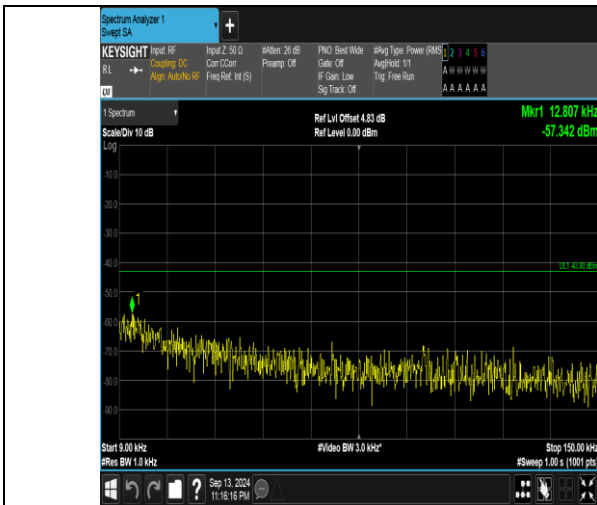 Spectrum Analyzer 1
Swept SA
KEYSIGHT
RL
LXI
Input: RF
Coupling: DC
Align: Auto/No RF
Input Z: 50 Ω
Corr CCorr
Freq Ref: Int (S)
#Atten: 26 dB
Preamp: Off
PNO: Best Wide
Gate: Off
IF Gain: Low
Sig Track: Off
#Avg Type: Power (RMS
Avg|Hold: 1/1
Trig: Free Run
1 2 3 4 5 6
A W W W W W
A A A A A A
1 Spectrum
Scale/Div 10 dB
Ref Lvl Offset 4.83 dB
Ref Level 0.00 dBm
Mkr1 12.807 kHz
-57.342 dBm
Log
-10.0
-20.0
-30.0
-40.0
DL1 -43.00 dBm
-50.0
1
-60.0
-70.0
-80.0
-90.0
Start 9.00 kHz
#Video BW 3.0 kHz*
Stop 150.00 kHz
#Res BW 1.0 kHz
#Sweep 1.00 s (1001 pts)
?
Sep 13, 2024
11:16:16 PM